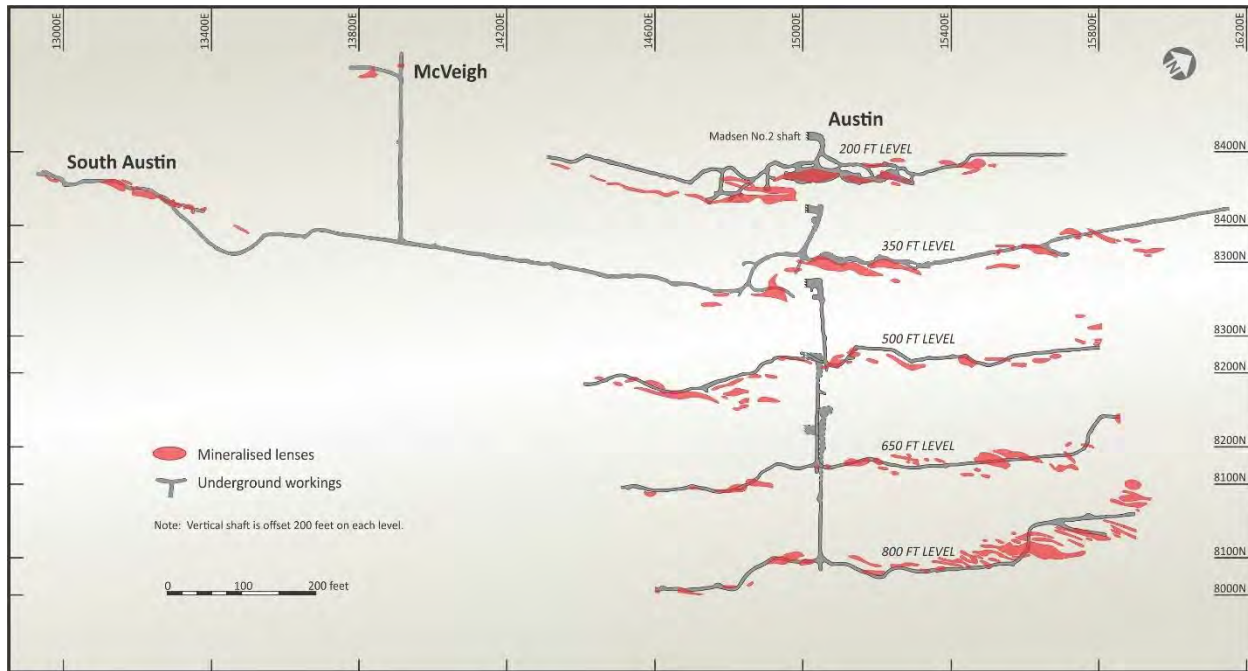 13000E 13400E 13800E 14200E 14600E 15000E 15400E 15800E 16200E
McVeigh
N
Madsen No.2 shaft
Austin
200 FT LEVEL
8400N
South Austin
8400N
350 FT LEVEL
8300N
8300N
500 FT LEVEL
8200N
8200N
650 FT LEVEL
8100N
8100N
800 FT LEVEL
8000N
Mineralised lenses
Underground workings
Note: Vertical shaft is offset 200 feet on each level.
0 100 200 feet